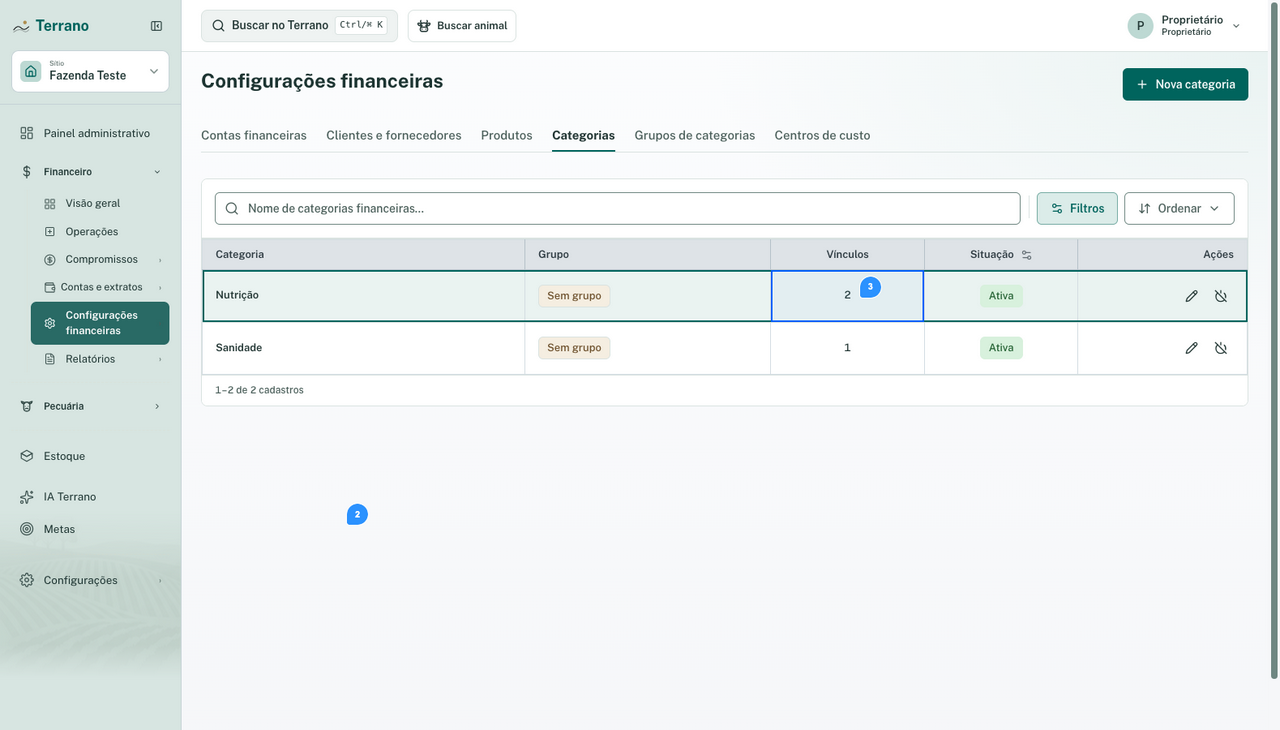 Terrano
Sítio
Fazenda Teste
Painel administrativo
Financeiro
Visão geral
Operações
Compromissos
Contas e extratos
Configurações
financeiras
Relatórios
Pecuária
Estoque
IA Terrano
Metas
Configurações
Buscar no Terrano Ctrl/⌘ K
Buscar animal
P
Proprietário
Proprietário
Configurações financeiras
Nova categoria
Contas financeiras Clientes e fornecedores Produtos Categorias Grupos de categorias Centros de custo
Nome de categorias financeiras...
Filtros
Ordenar
Categoria Grupo Vínculos Situação Ações
Nutrição Sem grupo 2 3 Ativa
Sanidade Sem grupo 1 Ativa
1–2 de 2 cadastros
2